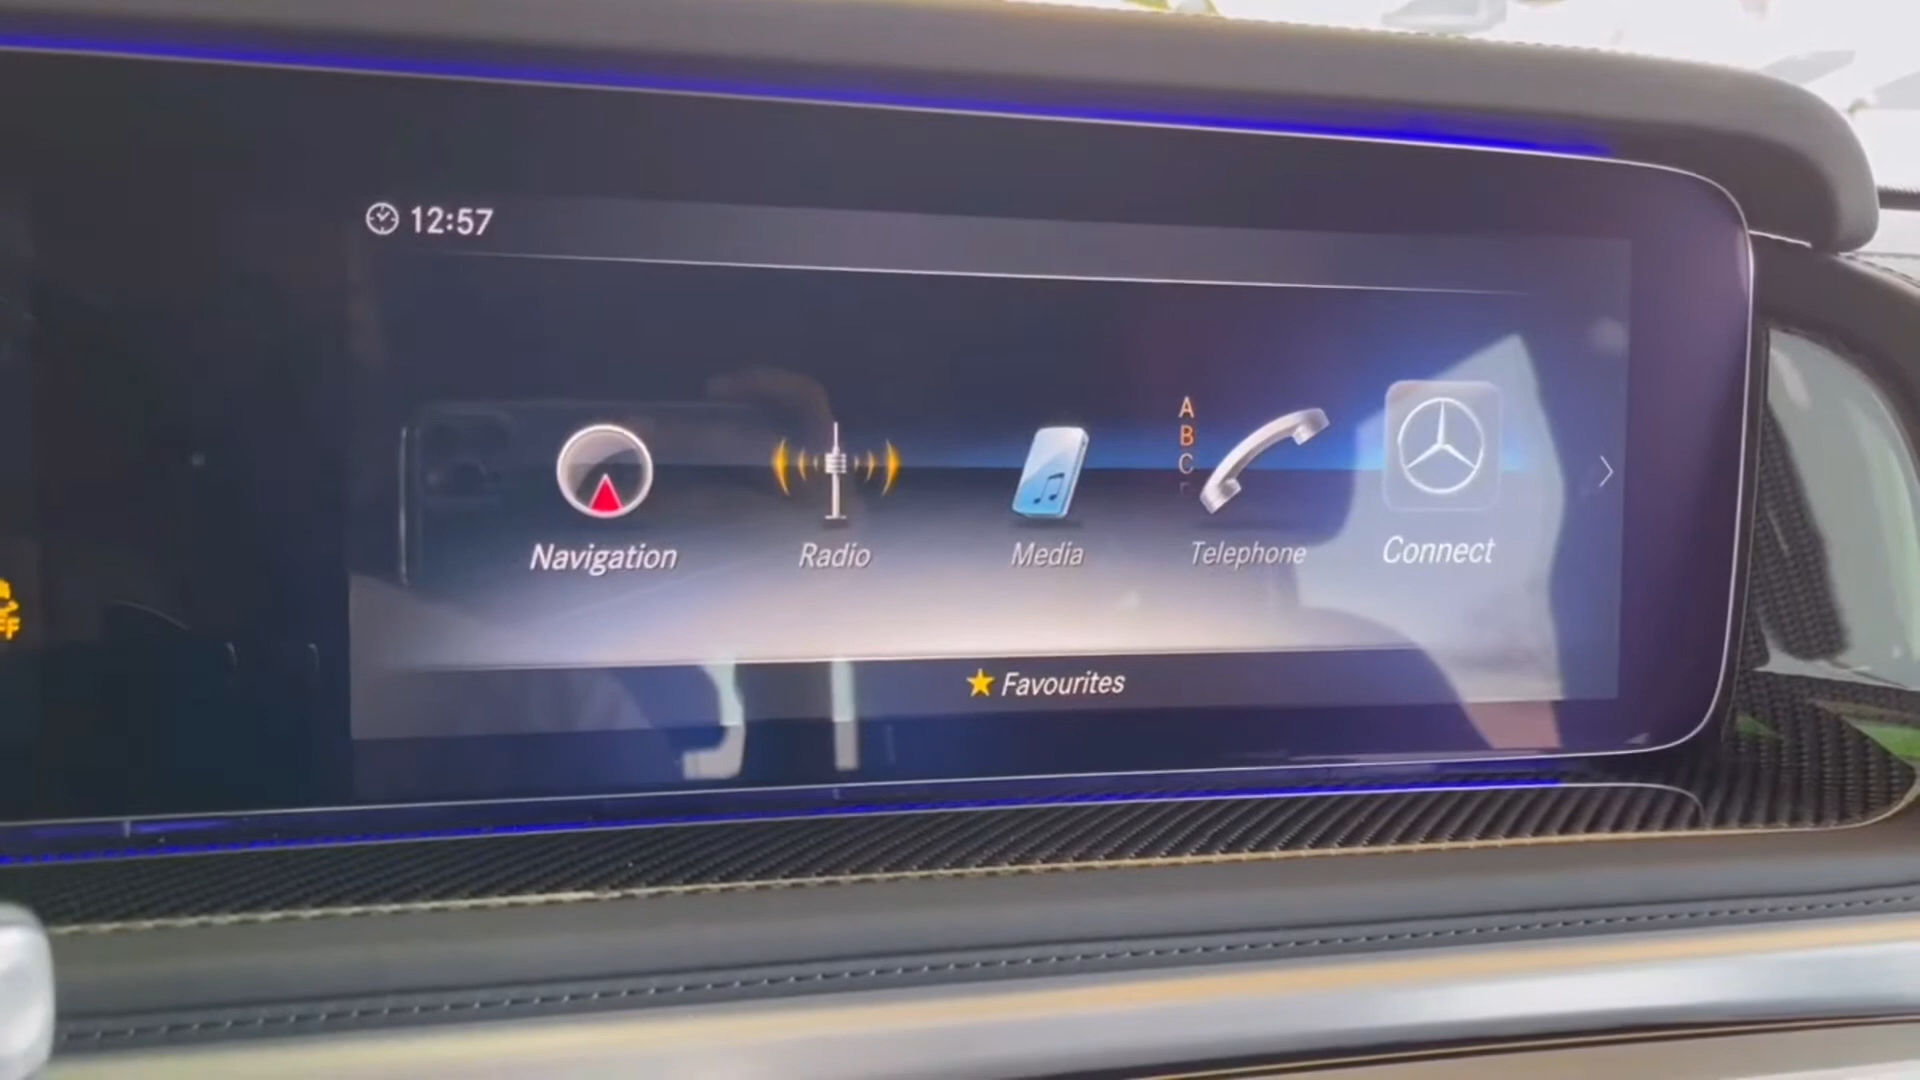 12:57
A
B
C
Navigation
Radio
Media
Telephone
Connect
Favourites